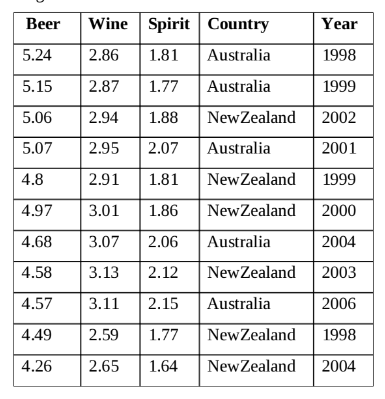 Beer Wine Spirit Country Year
5.24 2.86 1.81 Australia 1998
5.15 2.87 1.77 Australia 1999
5.06 2.94 1.88 NewZealand 2002
5.07 2.95 2.07 Australia 2001
4.8 2.91 1.81 NewZealand 1999
4.97 3.01 1.86 NewZealand 2000
4.68 3.07 2.06 Australia 2004
4.58 3.13 2.12 NewZealand 2003
4.57 3.11 2.15 Australia 2006
4.49 2.59 1.77 NewZealand 1998
4.26 2.65 1.64 NewZealand 2004